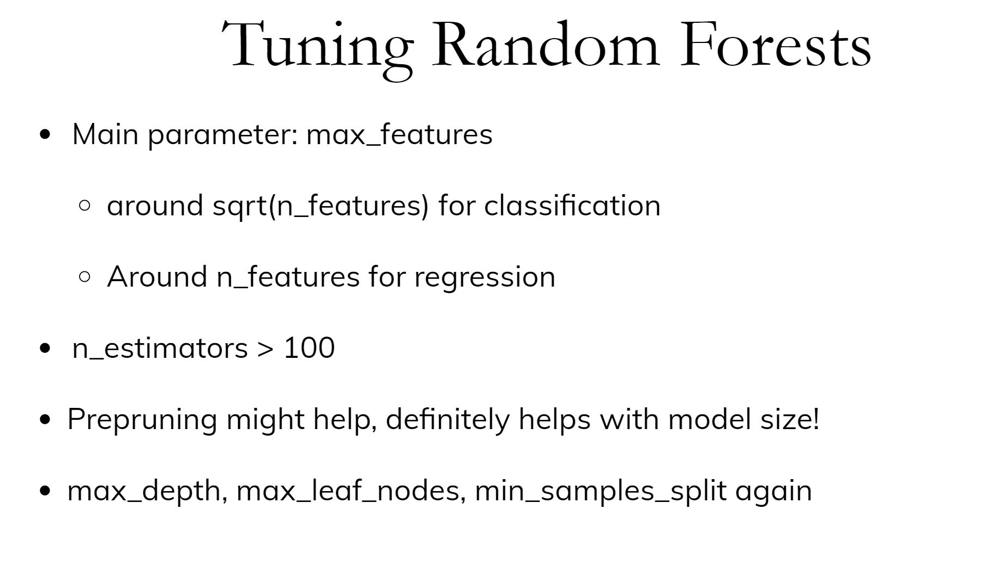 Tuning Random Forests
• Main parameter: max_features
○ around sqrt(n_features) for classification
○ Around n_features for regression
• n_estimators > 100
• Prepruning might help, definitely helps with model size!
• max_depth, max_leaf_nodes, min_samples_split again